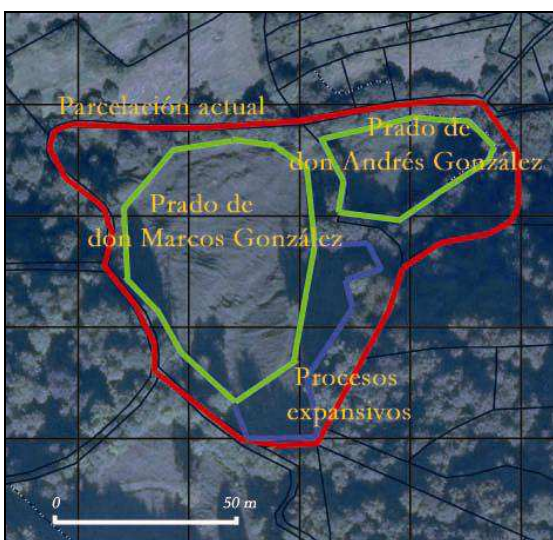 Parcelación actual
Prado de
don Andrés González
Prado de
don Marcos González
Procesos
expansivos
0
50 m